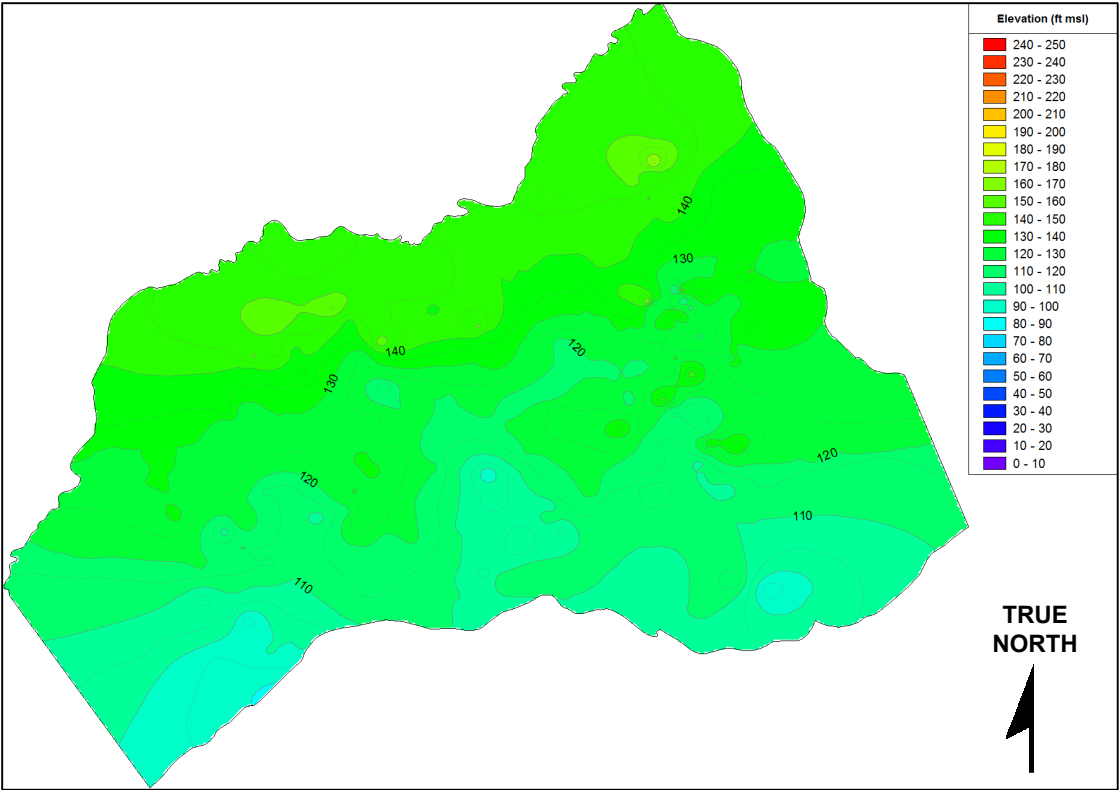 Elevation (ft msl)
240 - 250
230 - 240
220 - 230
210 - 220
200 - 210
190 - 200
180 - 190
170 - 180
160 - 170
150 - 160
140 - 150
130 - 140
120 - 130
110 - 120
100 - 110
90 - 100
80 - 90
70 - 80
60 - 70
50 - 60
40 - 50
30 - 40
20 - 30
10 - 20
0 - 10
140
130
120
140
130
120
120
110
110
TRUE
NORTH